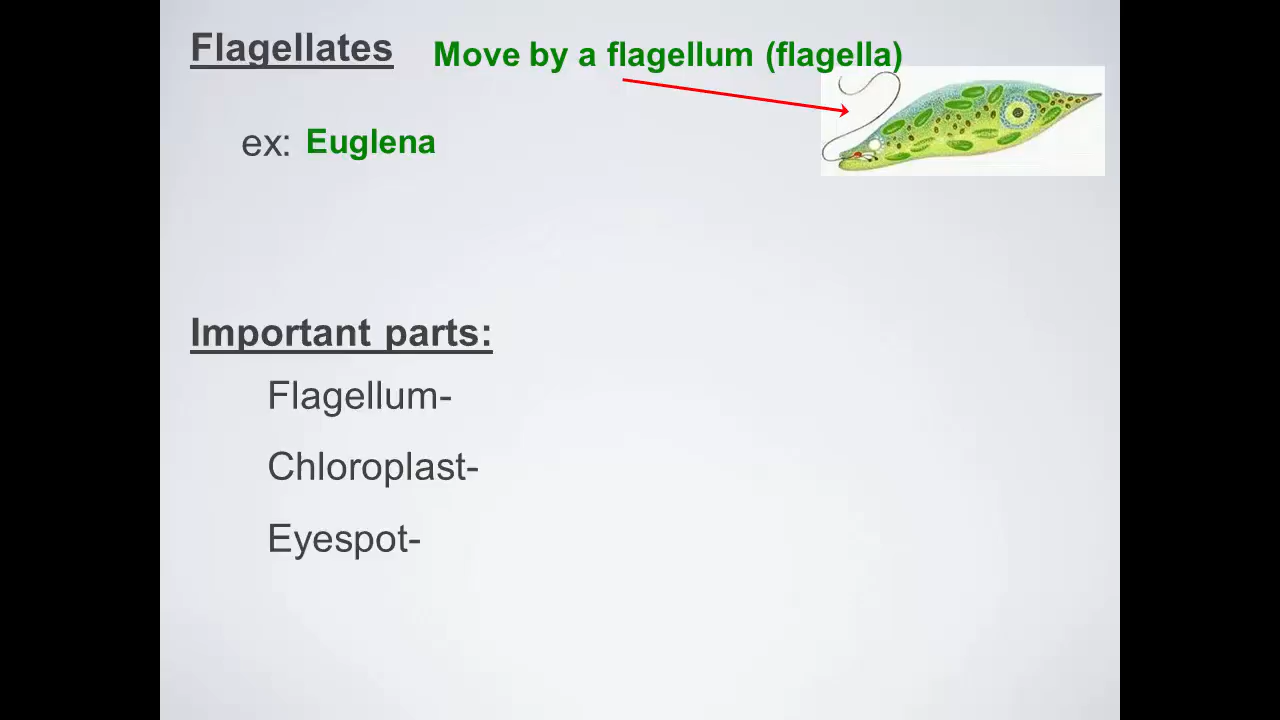 Flagellates Move by a flagellum (flagella)
ex: Euglena
Important parts:
Flagellum-
Chloroplast-
Eyespot-